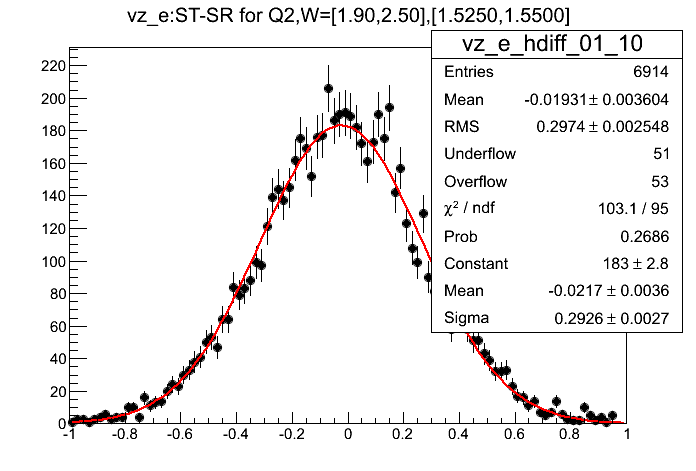 vz_e:ST-SR for Q2,W=[1.90,2.50],[1.5250,1.5500]
vz_e_hdiff_01_10
Entries 6914
Mean -0.01931± 0.003604
RMS 0.2974 ± 0.002548
Underflow 51
Overflow 53
χ² / ndf 103.1 / 95
Prob 0.2686
Constant 183 ± 2.8
Mean -0.0217 ± 0.0036
Sigma 0.2926 ± 0.0027
220
200
180
160
140
120
100
80
60
40
20
0
-1 -0.8 -0.6 -0.4 -0.2 0 0.2 0.4 0.6 0.8 1